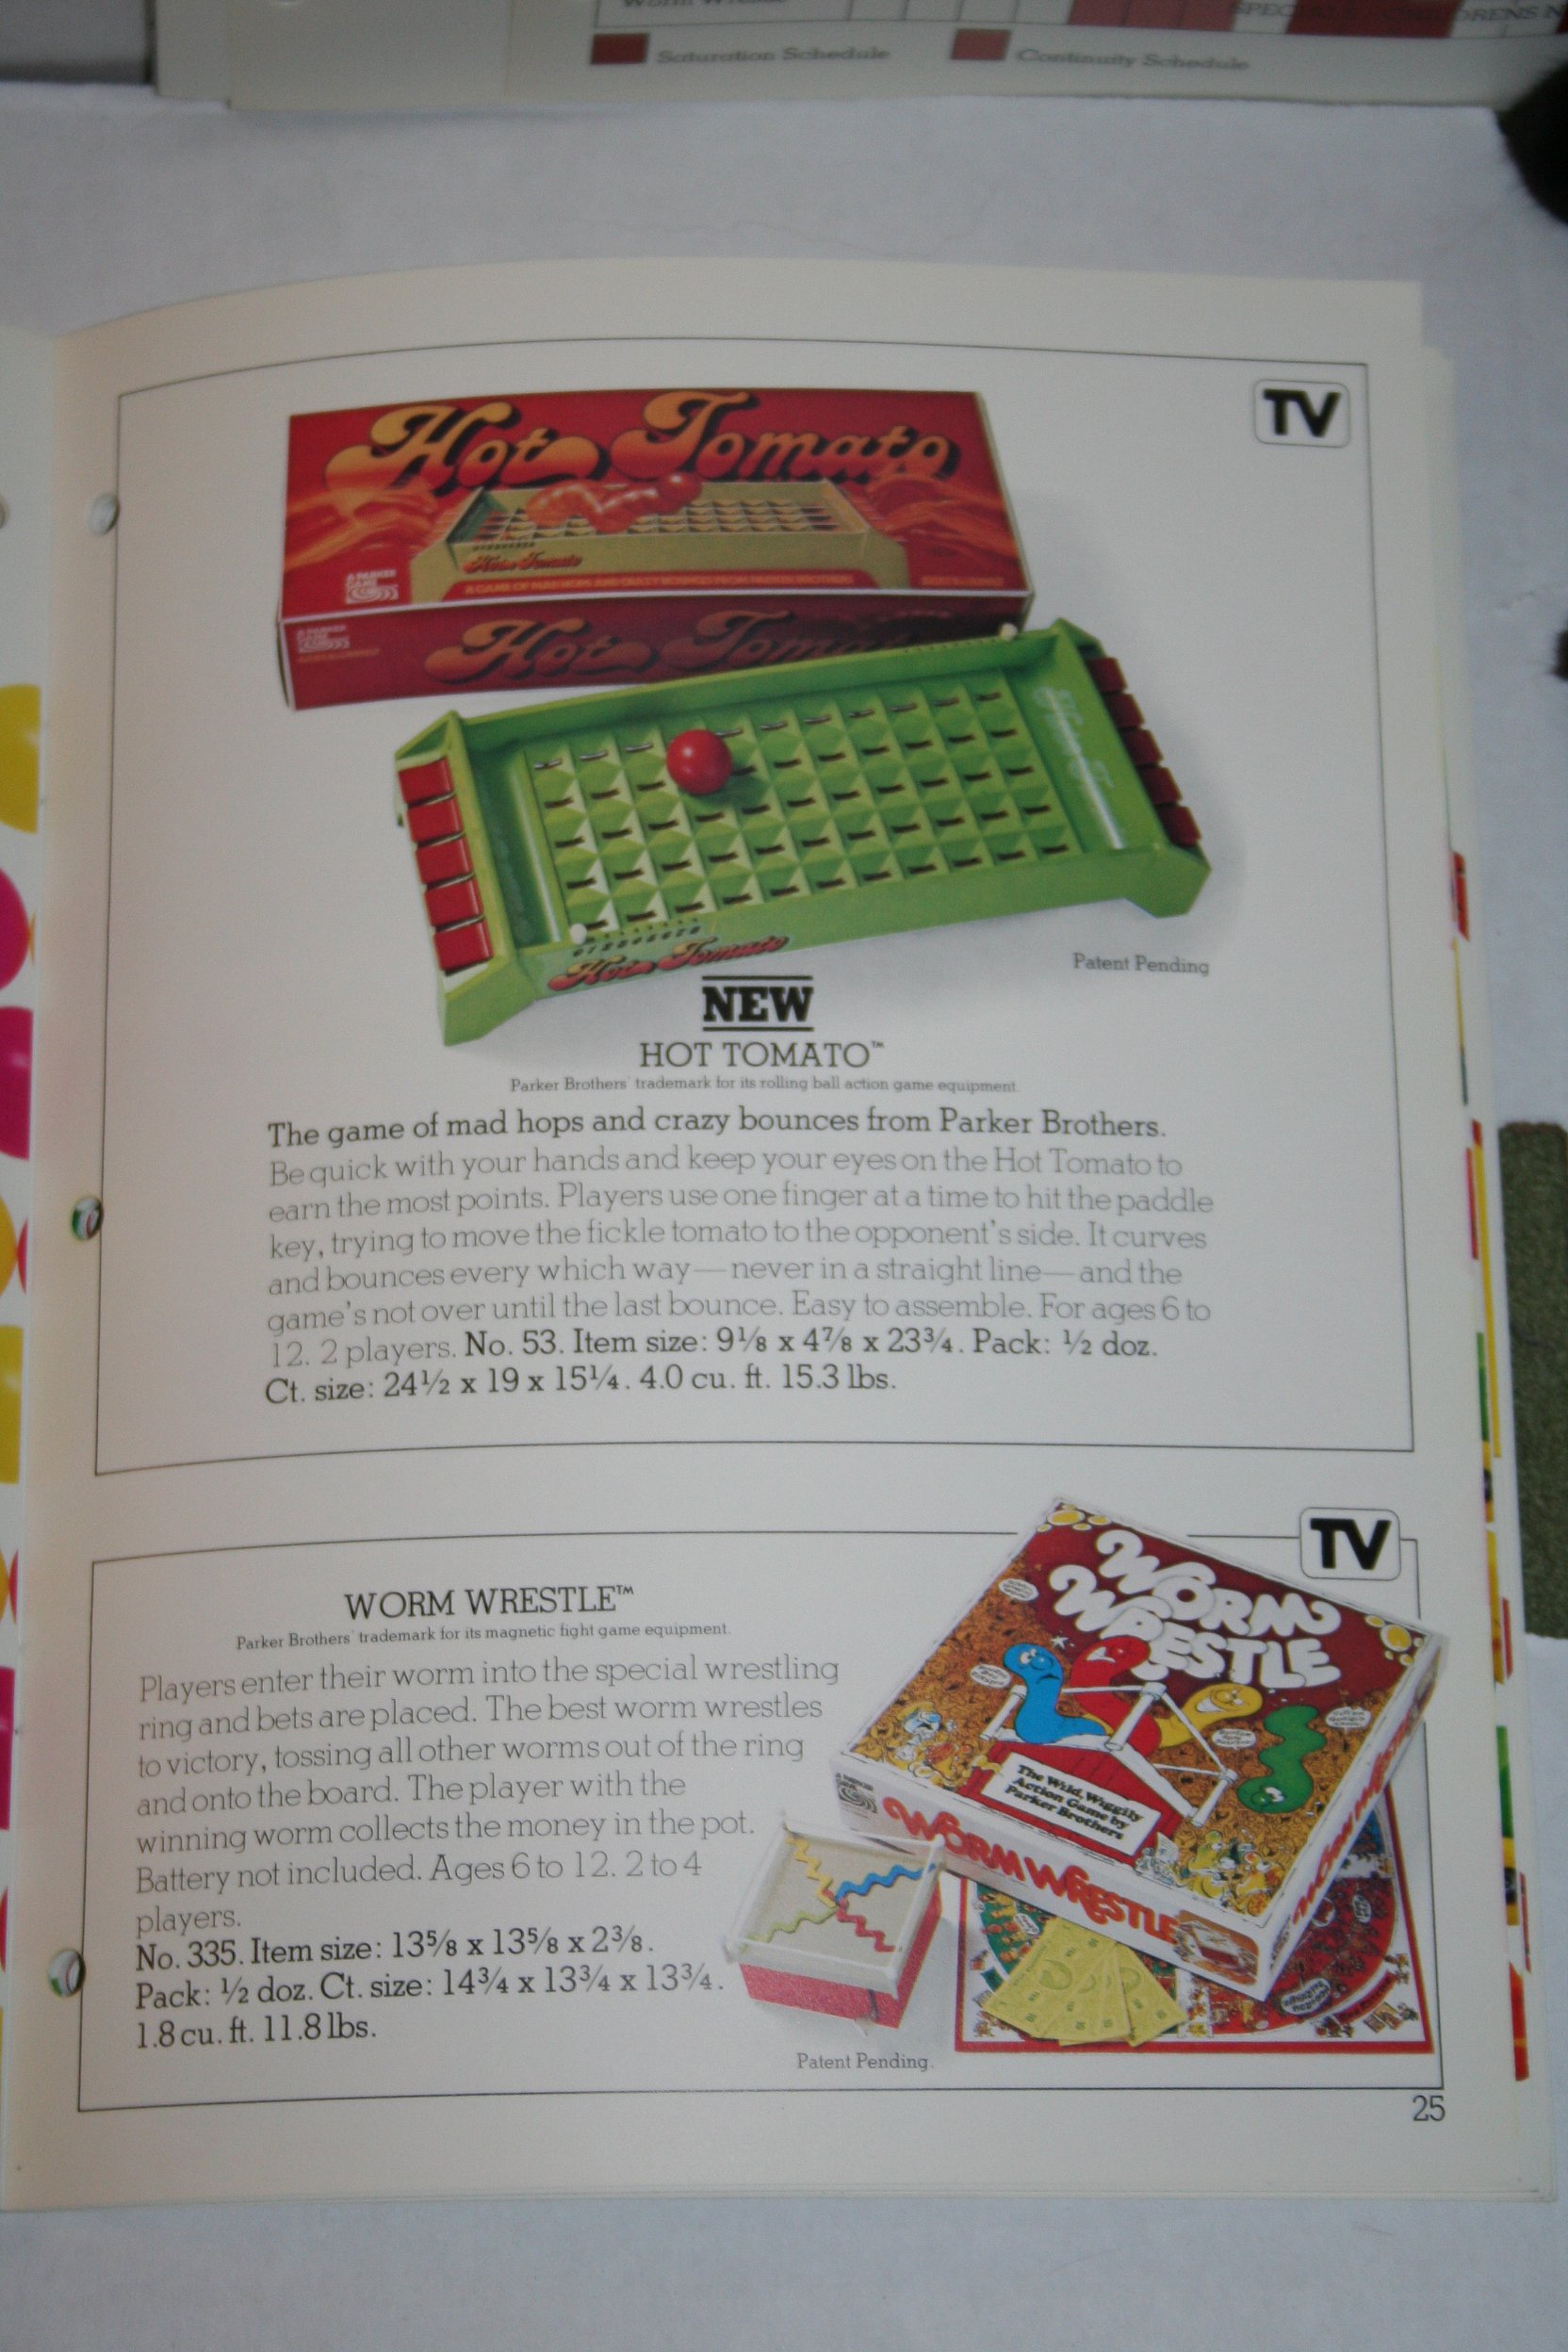 Saturation Schedule
Continuity Schedule
TV
Hot Tomato
Hot Tomato
A PARKER
GAME
Hot Tomato
Hot Tomato
Patent Pending
NEW
HOT TOMATO™
Parker Brothers' trademark for its rolling ball action game equipment.
The game of mad hops and crazy bounces from Parker Brothers.
Be quick with your hands and keep your eyes on the Hot Tomato to
earn the most points. Players use one finger at a time to hit the paddle
key, trying to move the fickle tomato to the opponent's side. It curves
and bounces every which way—never in a straight line—and the
game's not over until the last bounce. Easy to assemble. For ages 6 to
12. 2 players. No. 53. Item size: 9⅛ x 4⅞ x 23¾. Pack: ½ doz.
Ct. size: 24½ x 19 x 15¼. 4.0 cu. ft. 15.3 lbs.
TV
WORM WRESTLE™
Parker Brothers' trademark for its magnetic fight game equipment.
Players enter their worm into the special wrestling
ring and bets are placed. The best worm wrestles
to victory, tossing all other worms out of the ring
and onto the board. The player with the
winning worm collects the money in the pot.
Battery not included. Ages 6 to 12. 2 to 4
players.
No. 335. Item size: 13⅝ x 13⅝ x 2⅜.
Pack: ½ doz. Ct. size: 14¾ x 13¾ x 13¾.
1.8 cu. ft. 11.8 lbs.
WORM
WRESTLE
The Wild, Wiggily
Action Game by
Parker Brothers
WORM WRESTLE
Patent Pending.
25